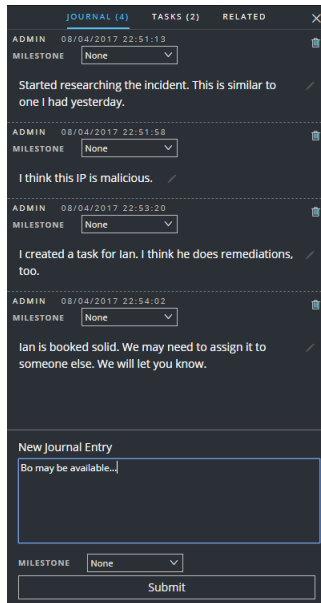 JOURNAL (4) TASKS (2) RELATED
ADMIN 08/04/2017 22:51:13
MILESTONE None
Started researching the incident. This is similar to
one I had yesterday.
ADMIN 08/04/2017 22:51:58
MILESTONE None
I think this IP is malicious.
ADMIN 08/04/2017 22:53:20
MILESTONE None
I created a task for Ian. I think he does remediations,
too.
ADMIN 08/04/2017 22:54:02
MILESTONE None
Ian is booked solid. We may need to assign it to
someone else. We will let you know.
New Journal Entry
Bo may be available...
MILESTONE None
Submit